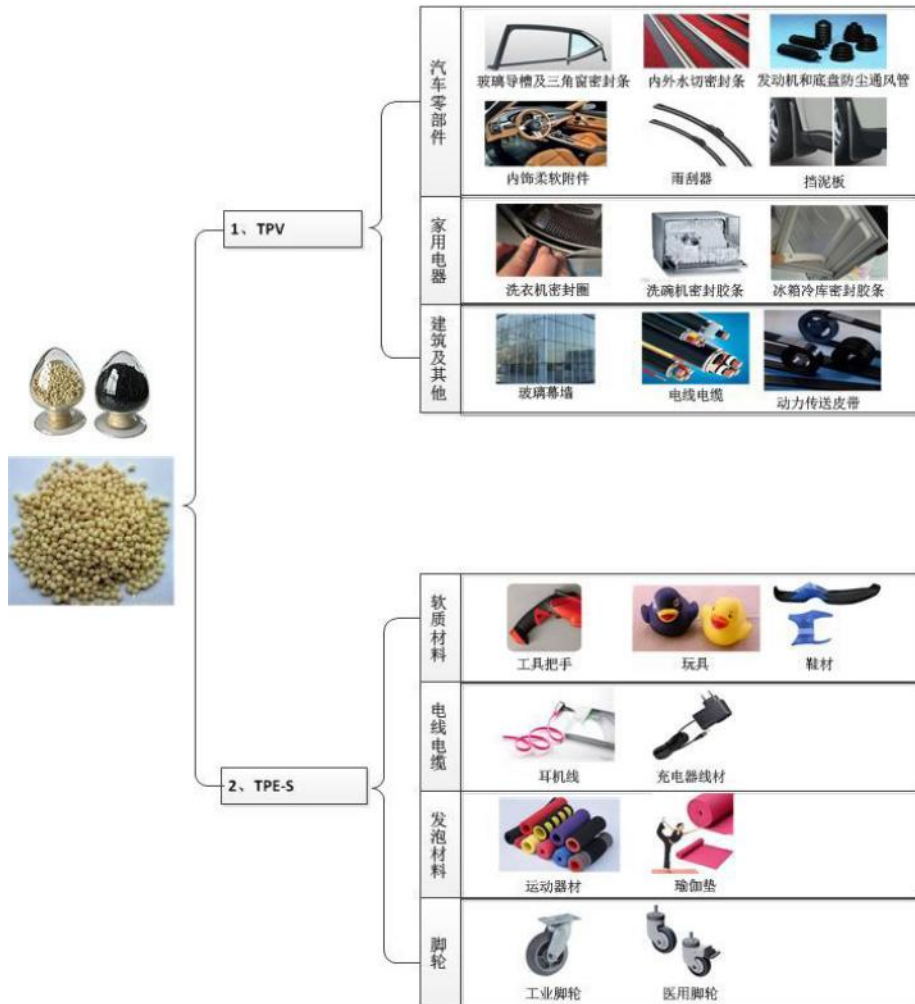 汽车零部件
玻璃导槽及三角窗密封条
内外水切密封条
发动机和底盘防尘通风管
内饰柔软附件
雨刮器
挡泥板
1、TPV
家用电器
洗衣机密封圈
洗碗机密封胶条
冰箱冷库密封胶条
建筑及其他
玻璃幕墙
电线电缆
动力传送皮带
软质材料
工具把手
玩具
鞋材
电线电缆
耳机线
充电器线材
2、TPE-S
发泡材料
运动器材
瑜伽垫
脚轮
工业脚轮
医用脚轮